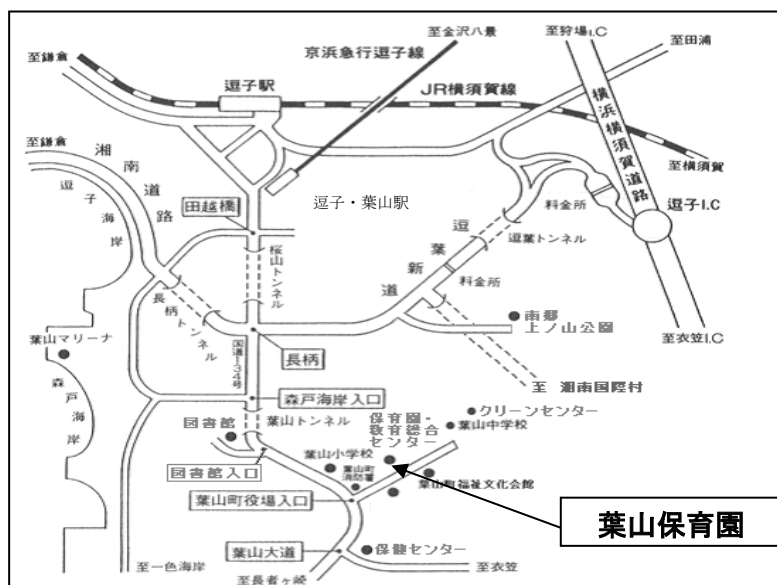 至金沢八景
至狩場I.C
至田浦
京浜急行逗子線
至鎌倉
逗子駅
JR横須賀線
横浜横須賀道路
至鎌倉
湘南道路
逗子海岸
至横須賀
田越橋
逗子・葉山駅
料金所
逗子I.C
逗葉トンネル
逗葉新道
桜山トンネル
料金所
長柄トンネル
南郷
上ノ山公園
葉山マリーナ
長柄
国道134号
至衣笠I.C
至 湘南国際村
森戸海岸
森戸海岸入口
クリーンセンター
図書館
葉山トンネル
保育園・
教育総合
センター
葉山中学校
葉山小学校
図書館入口
葉山町
消防署
葉山町福祉文化会館
葉山町役場入口
葉山保育園
葉山大道
保健センター
至一色海岸
至長者ヶ崎
至衣笠